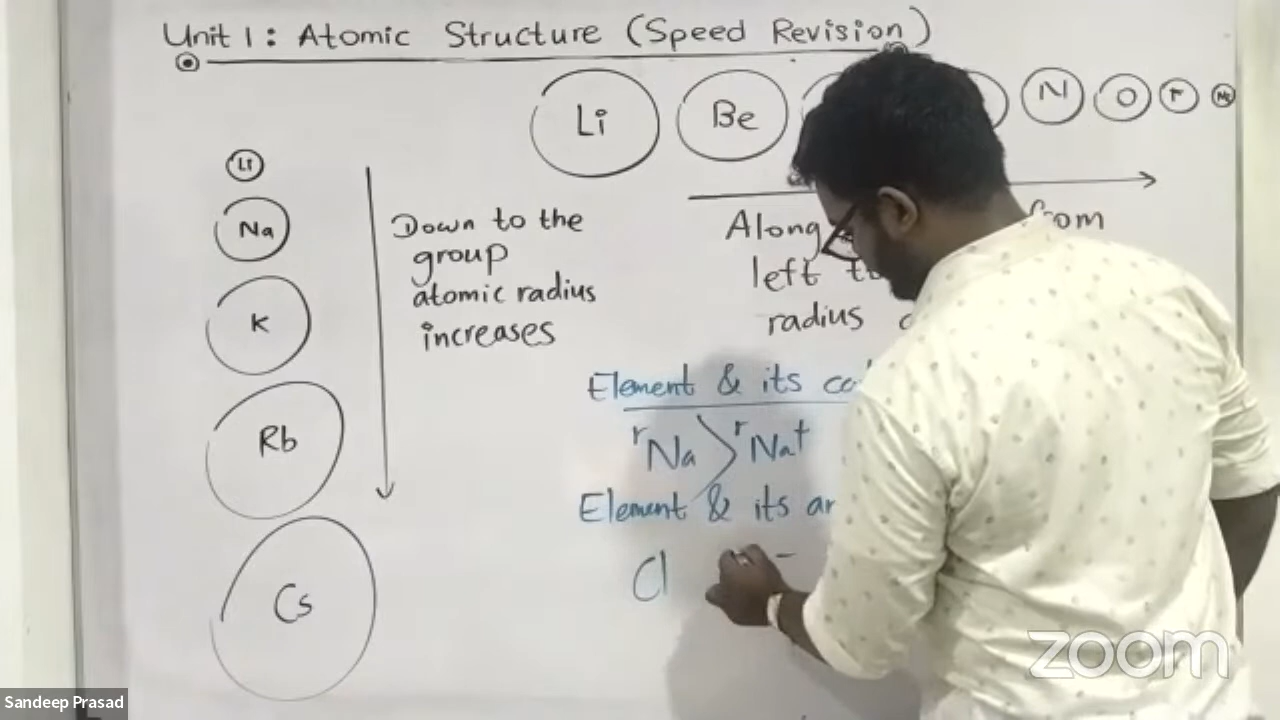 Unit 1 : Atomic Structure (Speed Revision)
Li Be N O F Ne
Li
Na
K
Rb
Cs
Down to the
group
atomic radius
increases
Along from
left
radius
Element & its
rNa > rNa+
Element & its
Cl -
zoom
Sandeep Prasad